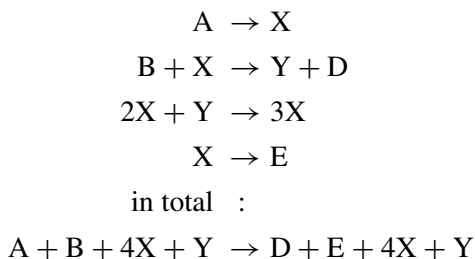 A → X
B + X → Y + D
2X + Y → 3X
X → E
in total :
A + B + 4X + Y → D + E + 4X + Y